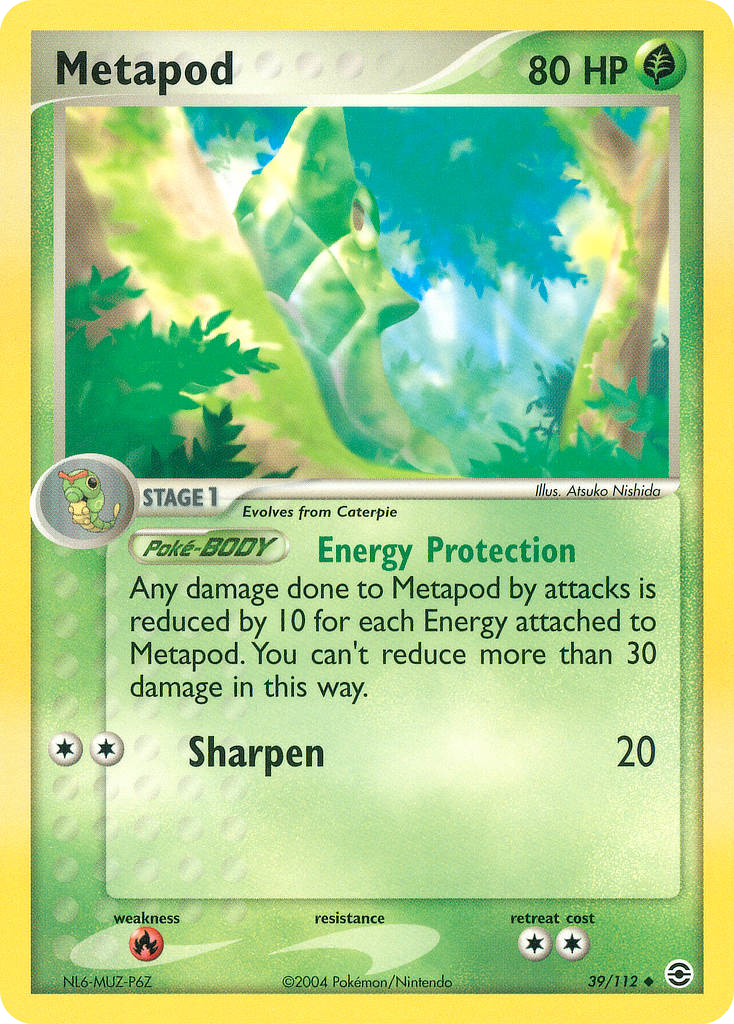 Metapod
80 HP
Illus. Atsuko Nishida
STAGE 1
Evolves from Caterpie
Poké-BODY Energy Protection
Any damage done to Metapod by attacks is
reduced by 10 for each Energy attached to
Metapod. You can't reduce more than 30
damage in this way.
Sharpen 20
weakness resistance retreat cost
NL6-MUZ-P6Z ©2004 Pokémon/Nintendo 39/112